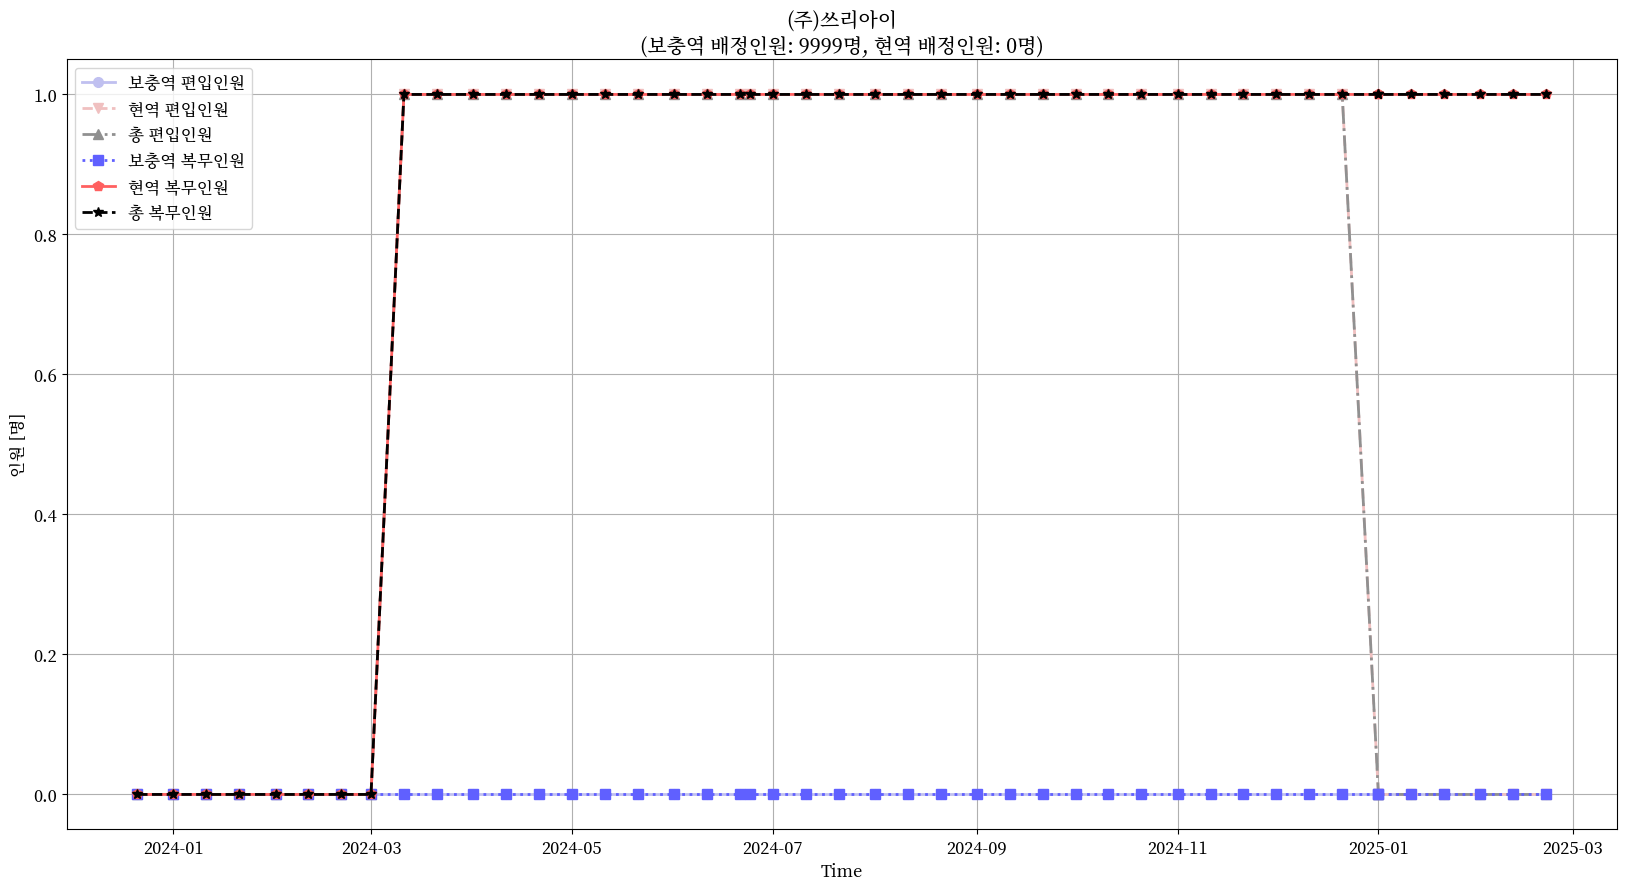 (주)쓰리아이
(보충역 배정인원: 9999명, 현역 배정인원: 0명)
보충역 편입인원
현역 편입인원
총 편입인원
보충역 복무인원
현역 복무인원
총 복무인원
인원 [명]
1.0
0.8
0.6
0.4
0.2
0.0
2024-01
2024-03
2024-05
2024-07
2024-09
2024-11
2025-01
2025-03
Time